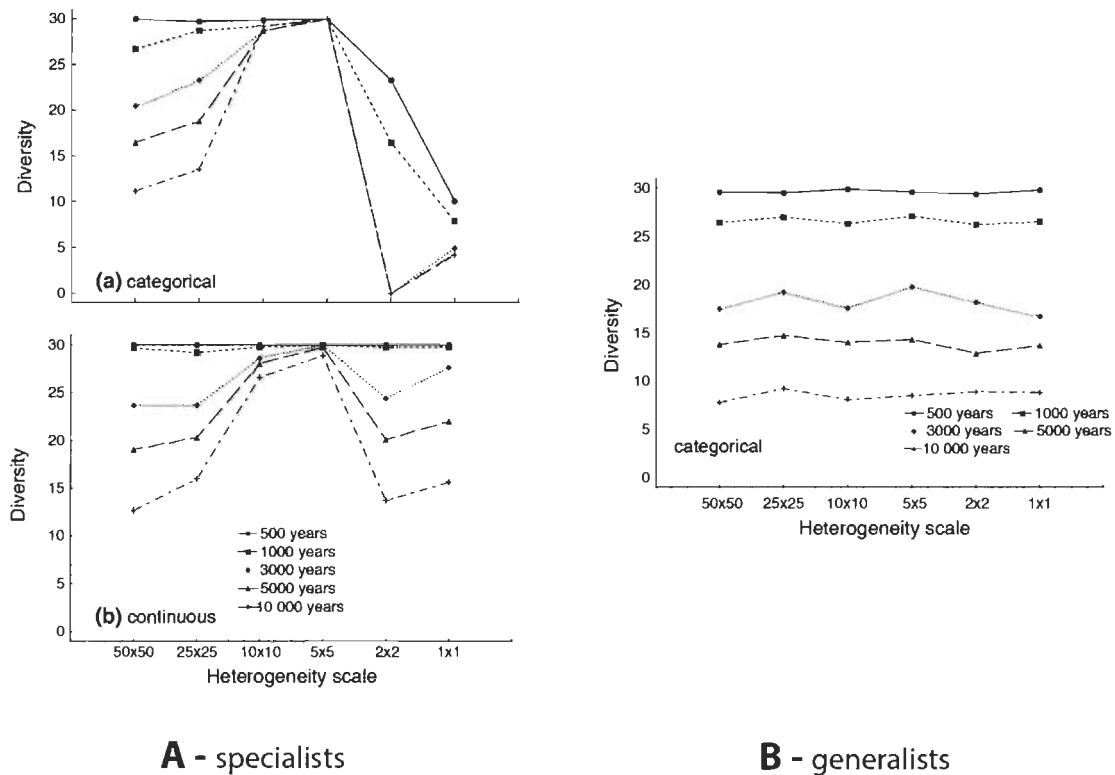 30
25
20
15
10
5
0
Diversity
(a) categorical
30
25
20
15
10
5
0
Diversity
500 years
1000 years
3000 years
5000 years
10 000 years
(b) continuous
50x50 25x25 10x10 5x5 2x2 1x1
Heterogeneity scale
A - specialists
30
25
20
15
10
5
0
Diversity
500 years 1000 years
3000 years 5000 years
10 000 years
categorical
50x50 25x25 10x10 5x5 2x2 1x1
Heterogeneity scale
B - generalists